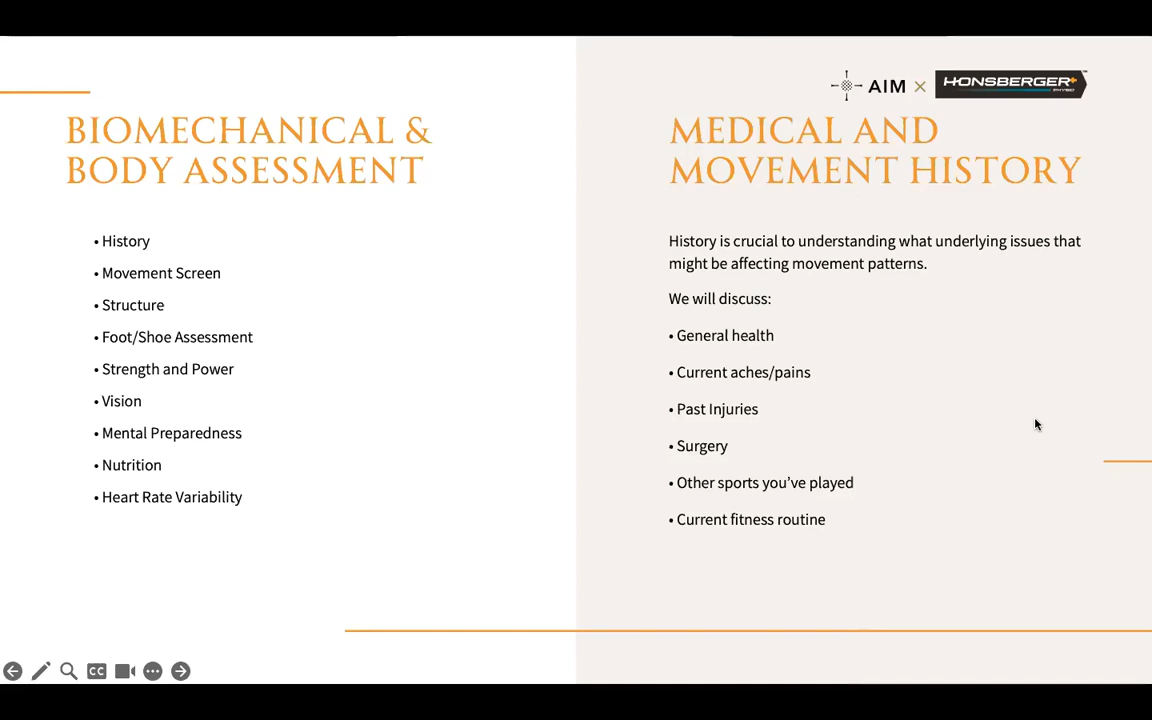 BIOMECHANICAL &
BODY ASSESSMENT
• History
• Movement Screen
• Structure
• Foot/Shoe Assessment
• Strength and Power
• Vision
• Mental Preparedness
• Nutrition
• Heart Rate Variability
AIM × HONSBERGER+
PHYSIO
MEDICAL AND
MOVEMENT HISTORY
History is crucial to understanding what underlying issues that
might be affecting movement patterns.
We will discuss:
• General health
• Current aches/pains
• Past Injuries
• Surgery
• Other sports you’ve played
• Current fitness routine
CC